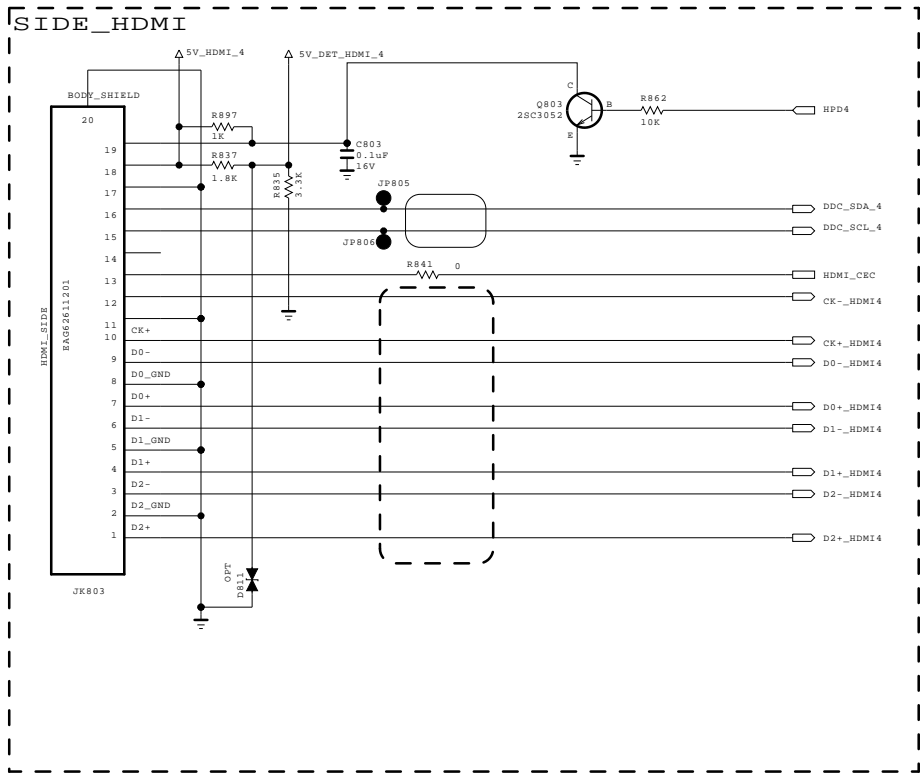 SIDE_HDMI
5V_HDMI_4
5V_DET_HDMI_4
BODY_SHIELD
20
R897
1K
19
R837
1.8K
18
17
R835
3.3K
C803
0.1uF
16V
C
Q803
2SC3052
B
E
R862
10K
HPD4
JP805
16
DDC_SDA_4
15
DDC_SCL_4
JP806
14
R841
0
13
HDMI_CEC
12
CK-_HDMI4
11
CK+
10
CK+_HDMI4
D0-
9
D0-_HDMI4
D0_GND
8
D0+
7
D0+_HDMI4
D1-
6
D1-_HDMI4
D1_GND
5
D1+
4
D1+_HDMI4
D2-
3
D2-_HDMI4
D2_GND
2
D2+
1
D2+_HDMI4
HDMI_SIDE
EAG62611201
OPT
D811
JK803